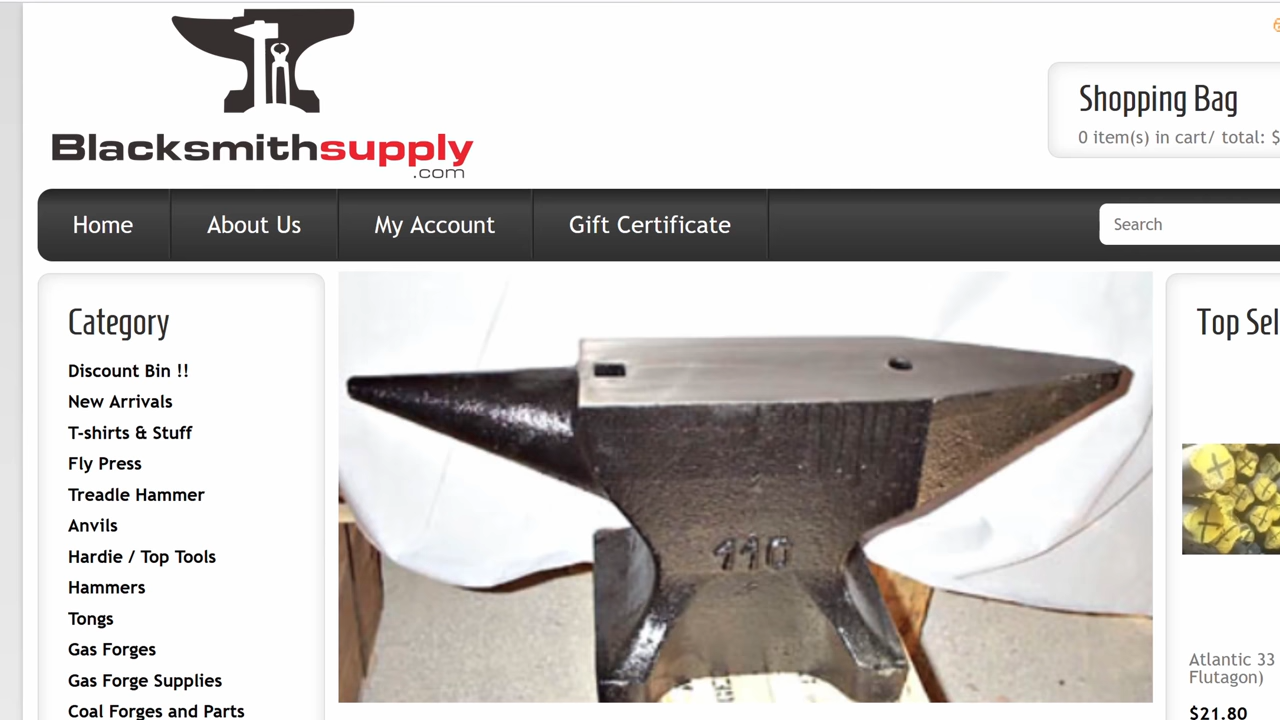 Blacksmithsupply
.com
Shopping Bag
0 item(s) in cart/ total: $
Home
About Us
My Account
Gift Certificate
Search
Category
Discount Bin !!
New Arrivals
T-shirts & Stuff
Fly Press
Treadle Hammer
Anvils
Hardie / Top Tools
Hammers
Tongs
Gas Forges
Gas Forge Supplies
Coal Forges and Parts
110
Top Sel
Atlantic 33
Flutagon)
$21.80